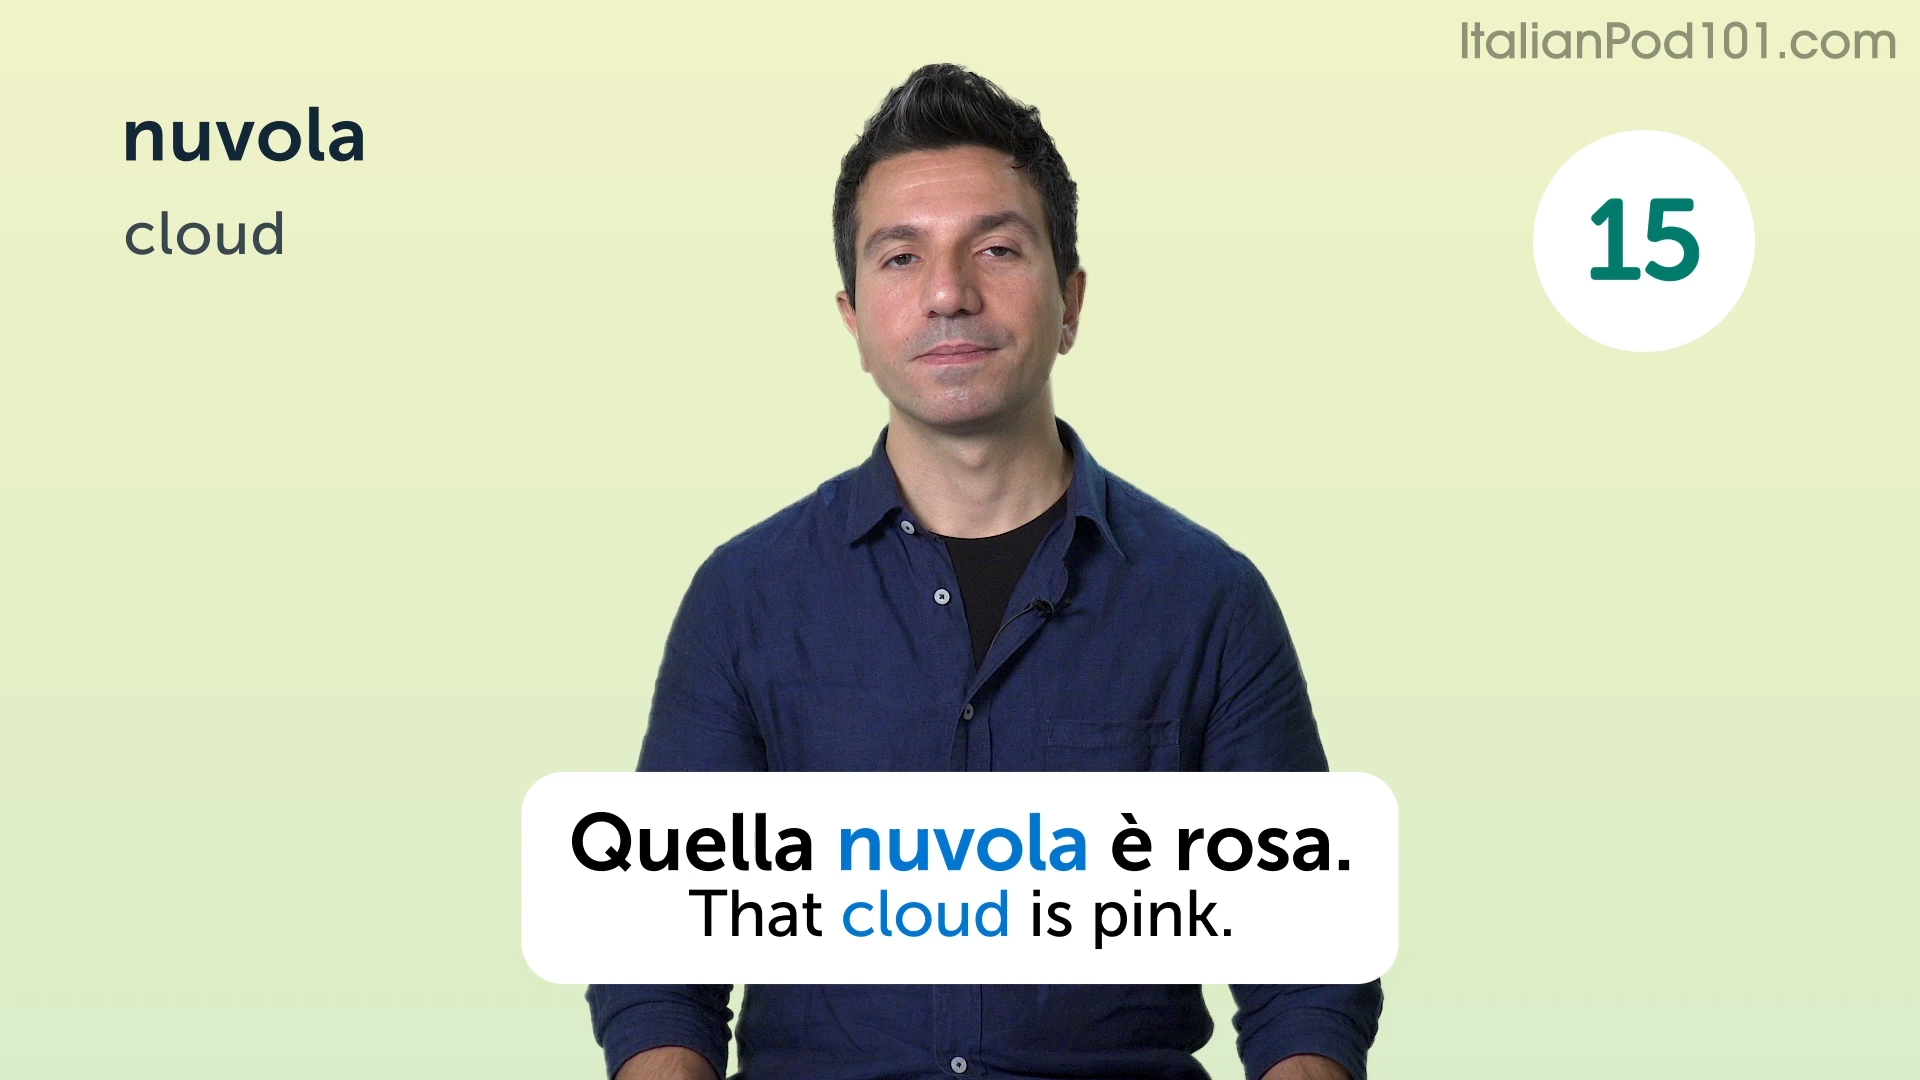 ItalianPod101.com
nuvola
cloud
15
Quella nuvola è rosa.
That cloud is pink.